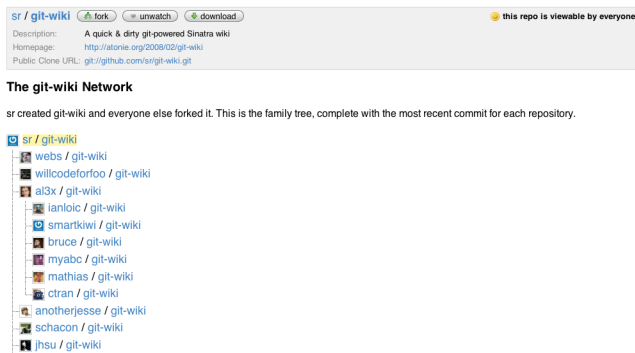 sr / git-wiki fork unwatch download this repo is viewable by everyone
Description: A quick & dirty git-powered Sinatra wiki
Homepage: http://atonie.org/2008/02/git-wiki
Public Clone URL: git://github.com/sr/git-wiki.git
The git-wiki Network
sr created git-wiki and everyone else forked it. This is the family tree, complete with the most recent commit for each repository.
sr / git-wiki
webs / git-wiki
willcodeforfoo / git-wiki
al3x / git-wiki
ianloic / git-wiki
smartkiwi / git-wiki
bruce / git-wiki
myabc / git-wiki
mathias / git-wiki
ctran / git-wiki
anotherjesse / git-wiki
schacon / git-wiki
jhsu / git-wiki